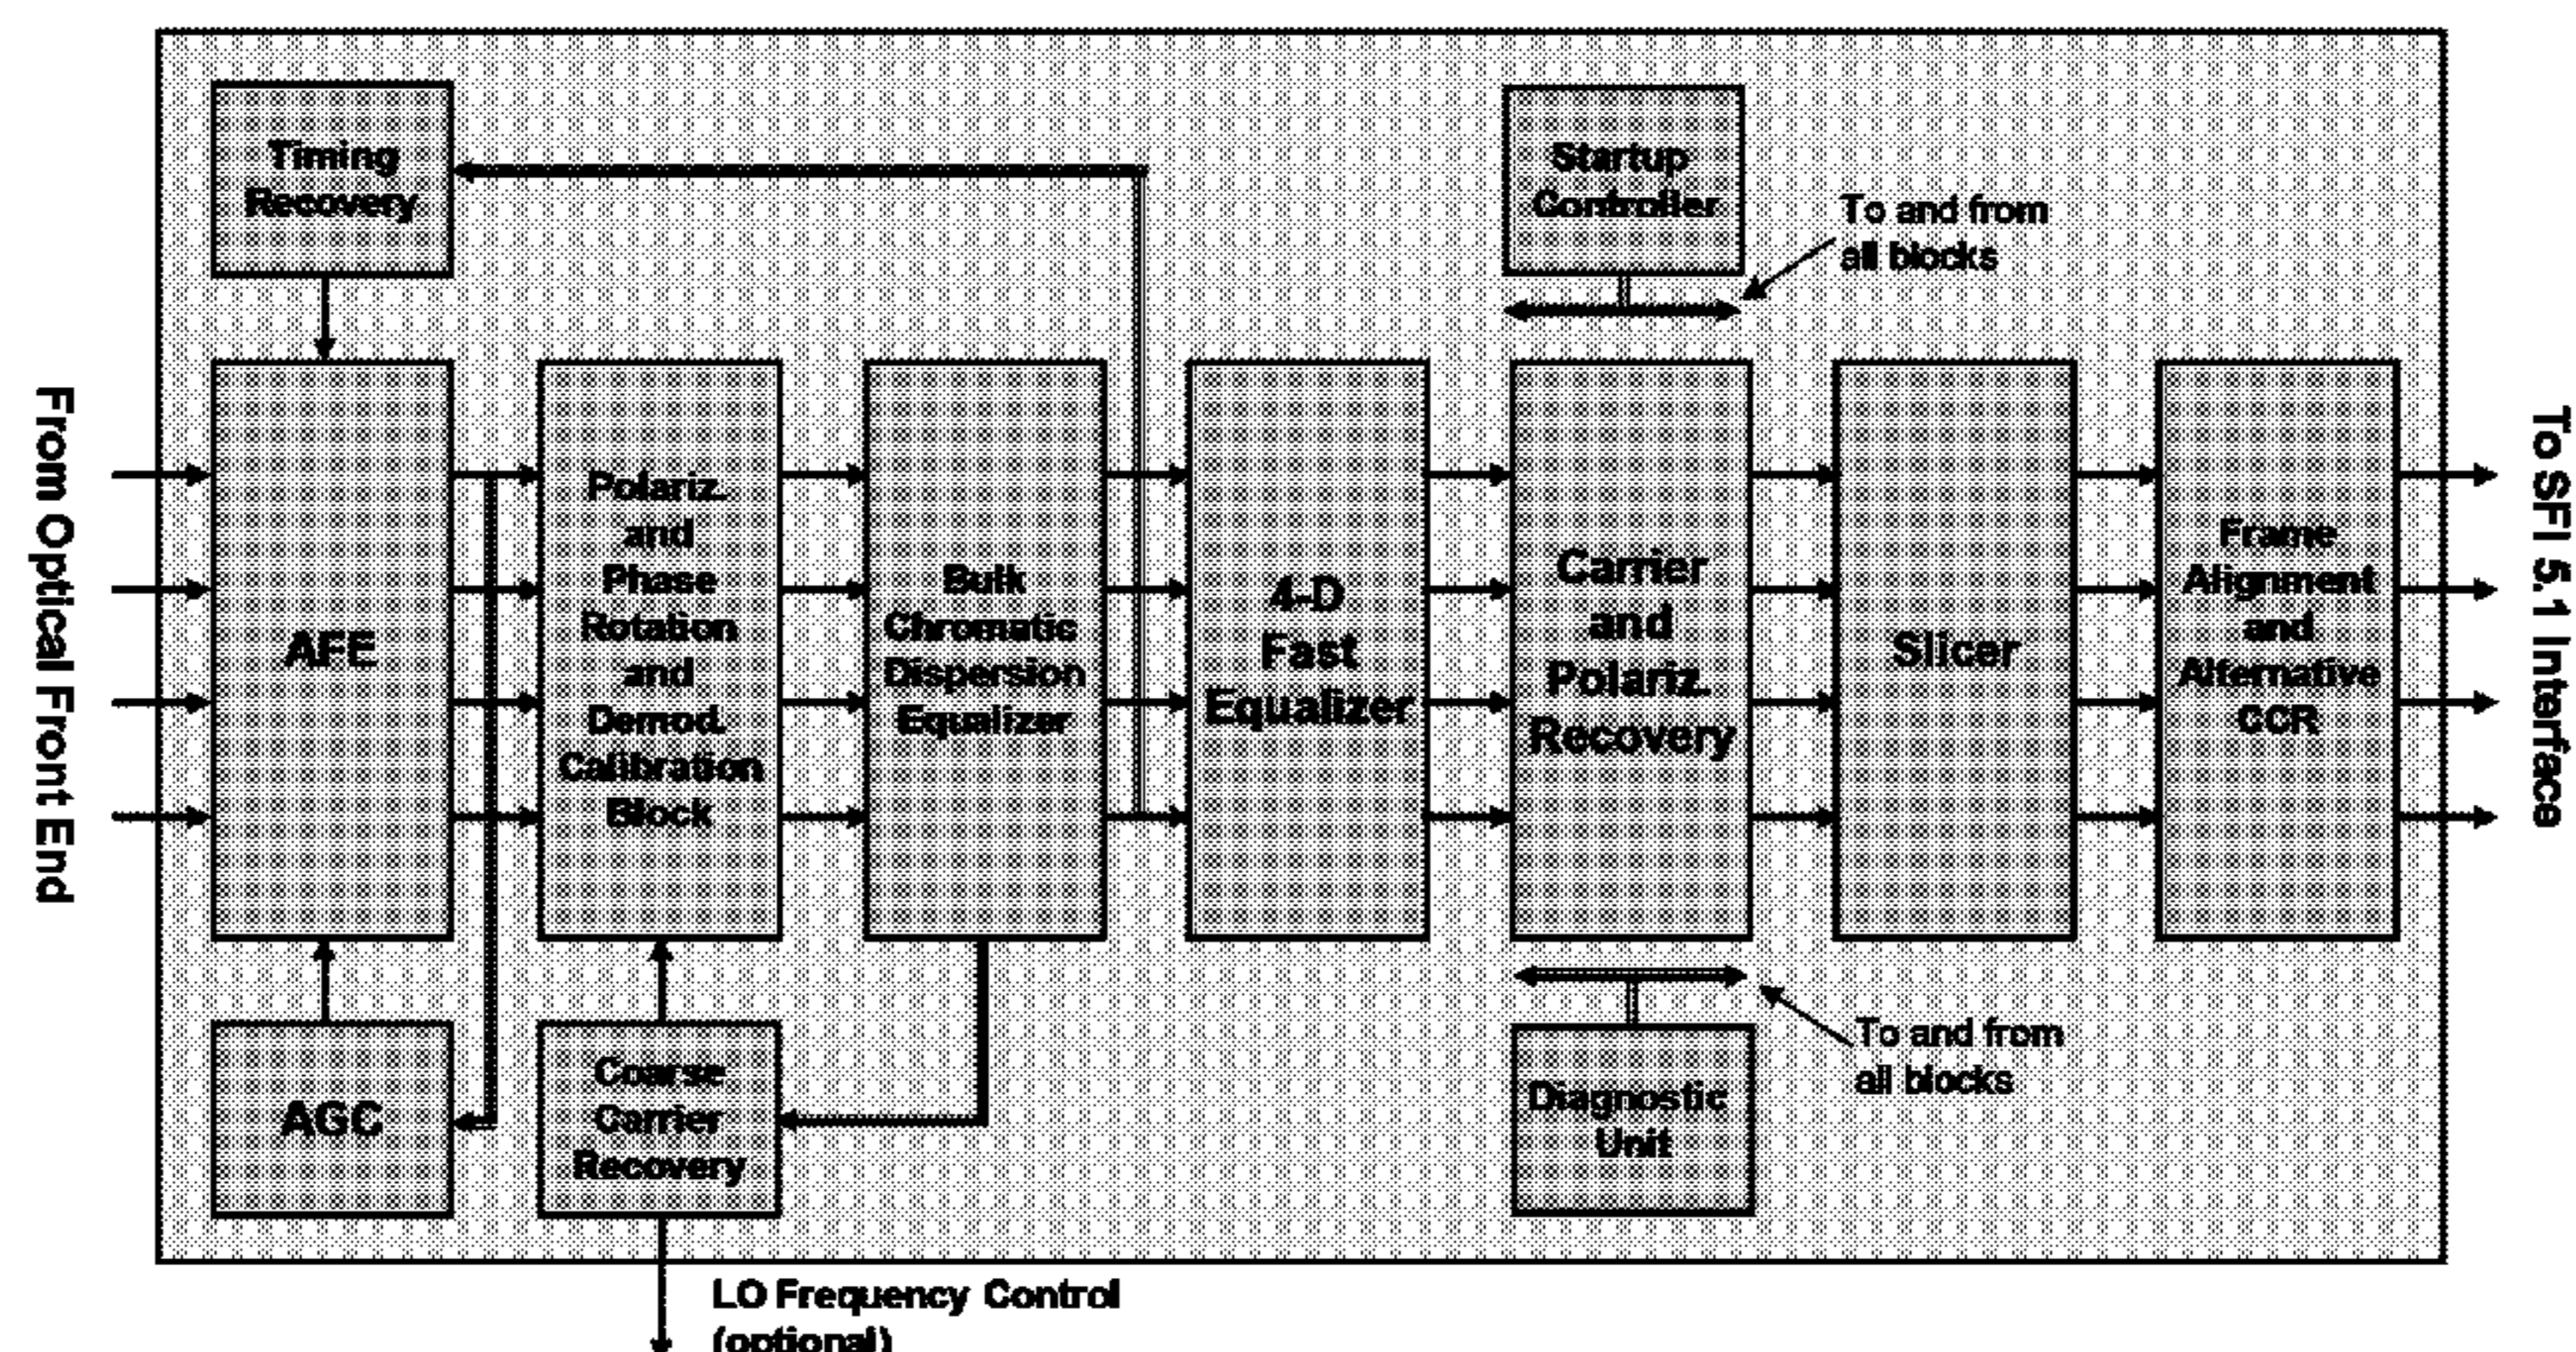 Timing
Recovery
Startup
Controller
To and from
all blocks
From Optical Front End
AFE
Polariz.
and
Phase
Rotation
and
Demod.
Calibration
Block
Bulk
Chromatic
Dispersion
Equalizer
4-D
Fast
Equalizer
Carrier
and
Polariz.
Recovery
Slicer
Frame
Alignment
and
Alternative
CCR
To SFI 5.1 Interface
AGC
Coarse
Carrier
Recovery
Diagnostic
Unit
To and from
all blocks
LO Frequency Control
(optional)